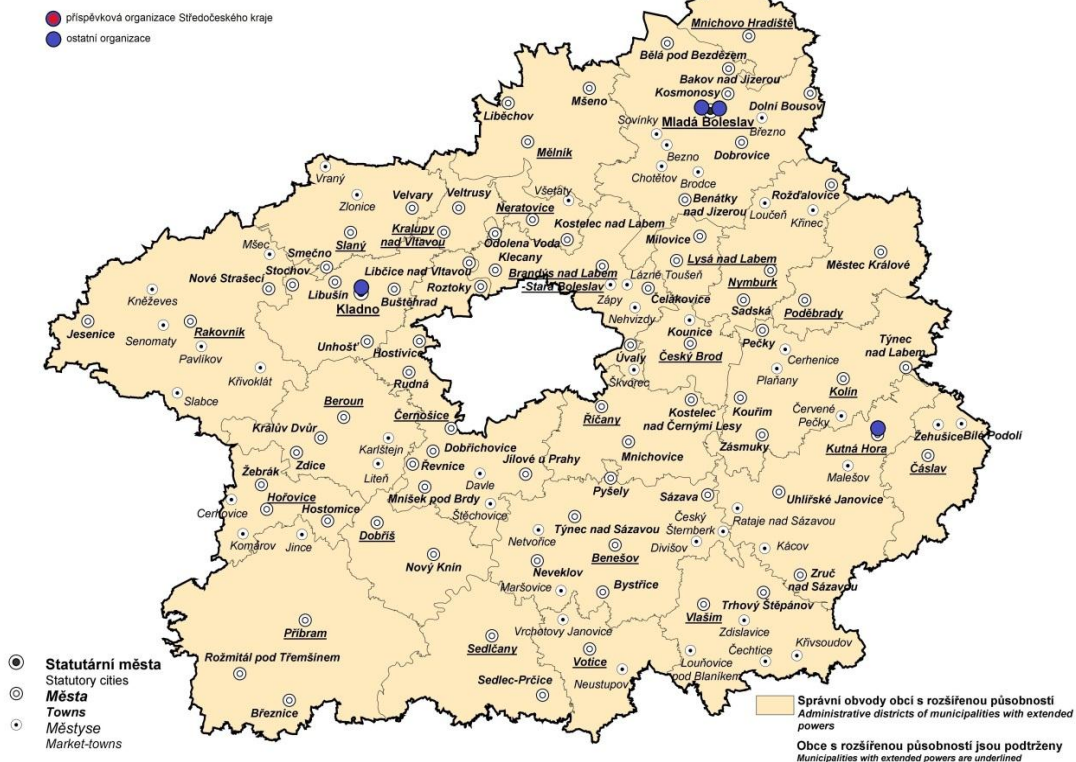 příspěvková organizace Středočeského kraje
ostatní organizace
Mnichovo Hradiště
Bělá pod Bezdězem
Bakov nad Jizerou
Kosmonosy
Mšeno
Liběchov
Dolní Bousov
Sovínky
Mladá Boleslav
Březno
Mělník
Bezno
Dobrovice
Chotětov
Brodce
Vraný
Všetaty
Rožďalovice
Velvary
Veltrusy
Zlonice
Neratovice
Benátky
nad Jizerou
Loučeň
Křinec
Kostelec nad Labem
Slaný
Kralupy
nad Vltavou
Odolena Voda
Milovice
Mšec
Smečno
Klecany
Lysá nad Labem
Městec Králové
Nové Strašecí
Stochov
Libčice nad Vltavou
Brandýs nad Labem
-Stará Boleslav
Lázně Toušeň
Nymburk
Kněževes
Libušín
Buštěhrad
Roztoky
Zápy
Čelákovice
Sadská
Poděbrady
Kladno
Nehvizdy
Jesenice
Rakovník
Kounice
Senomaty
Pečky
Týnec
nad Labem
Pavlíkov
Unhošť
Hostivice
Úvaly
Český Brod
Cerhenice
Křivoklát
Škvorec
Plaňany
Rudná
Kolín
Slabce
Beroun
Černošice
Říčany
Kostelec
nad Černými Lesy
Kouřim
Červené
Pečky
Králův Dvůr
Karlštejn
Dobřichovice
Mnichovice
Zásmuky
Kutná Hora
Žehušice
Bílé Podolí
Zdice
Liteň
Řevnice
Jílové u Prahy
Malešov
Čáslav
Žebrák
Mníšek pod Brdy
Davle
Pyšely
Sázava
Uhlířské Janovice
Hořovice
Hostomice
Štěchovice
Cerhovice
Týnec nad Sázavou
Český
Šternberk
Rataje nad Sázavou
Komárov
Jince
Dobříš
Netvořice
Benešov
Divišov
Kácov
Nový Knín
Neveklov
Zruč
nad Sázavou
Maršovice
Bystřice
Trhový Štěpánov
Příbram
Vrchotovy Janovice
Vlašim
Zdislavice
Křivsoudov
Rožmitál pod Třemšínem
Sedlčany
Votice
Louňovice
pod Blaníkem
Čechtice
Sedlec-Prčice
Neustupov
Březnice
Statutární města
Statutory cities
Města
Towns
Městyse
Market-towns
Správní obvody obcí s rozšířenou působností
Administrative districts of municipalities with extended
powers
Obce s rozšířenou působností jsou podtrženy
Municipalities with extended powers are underlined